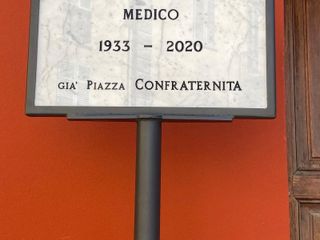 MEDICO
1933 – 2020
GIA' PIAZZA CONFRATERNITA